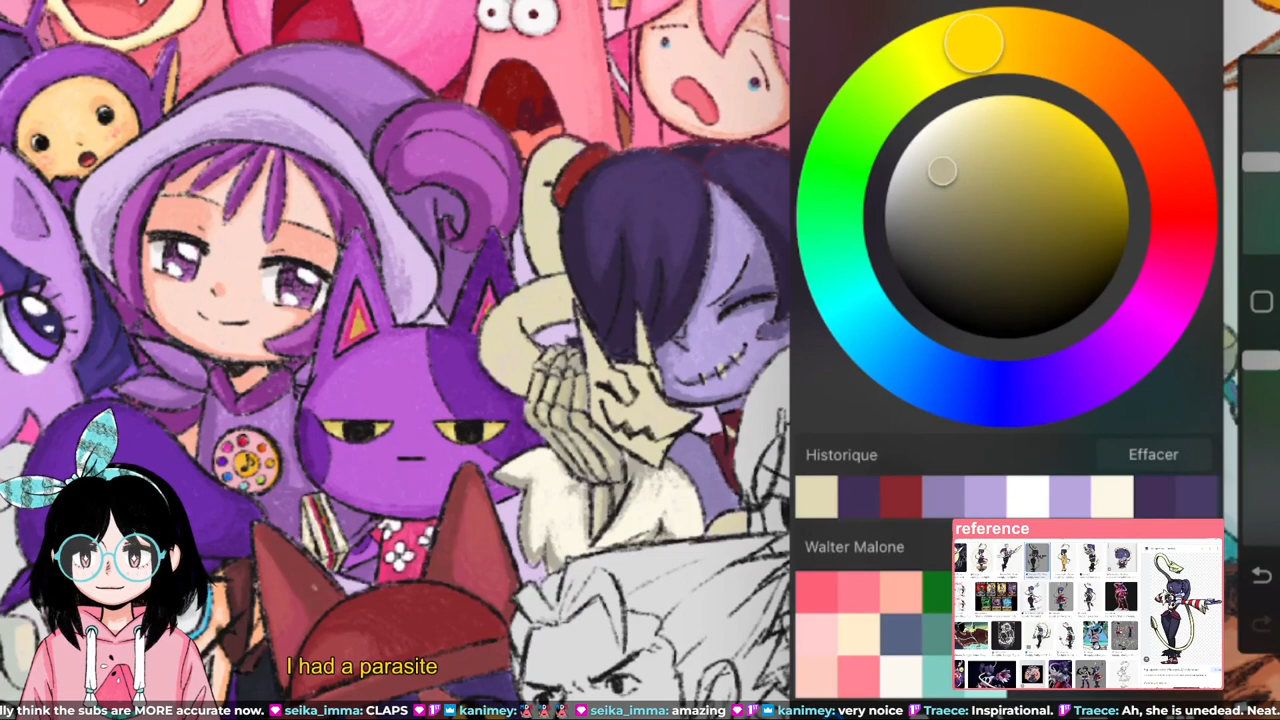 Historique
Effacer
reference
Walter Malone
I had a parasite
lly think the subs are MORE accurate now. seika_imma: CLAPS kanimey: seika_imma: amazing kanimey: very noice Traece: Inspirational. Traece: Ah, she is unedead. Neat.